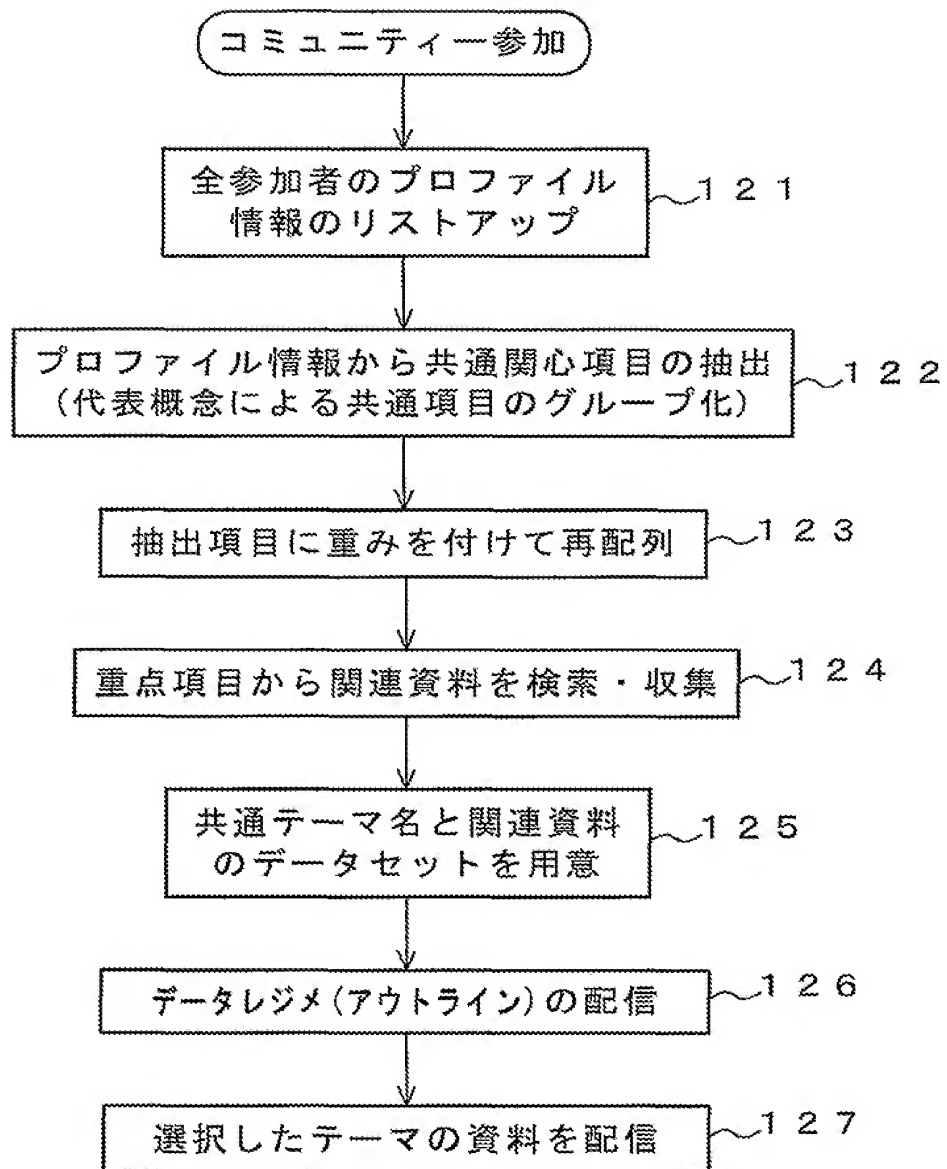 コミュニティー参加
全参加者のプロファイル
情報のリストアップ
121
プロファイル情報から共通関心項目の抽出
(代表概念による共通項目のグループ化)
122
抽出項目に重みを付けて再配列
123
重点項目から関連資料を検索・収集
124
共通テーマ名と関連資料
のデータセットを用意
125
データレジメ(アウトライン)の配信
126
選択したテーマの資料を配信
127